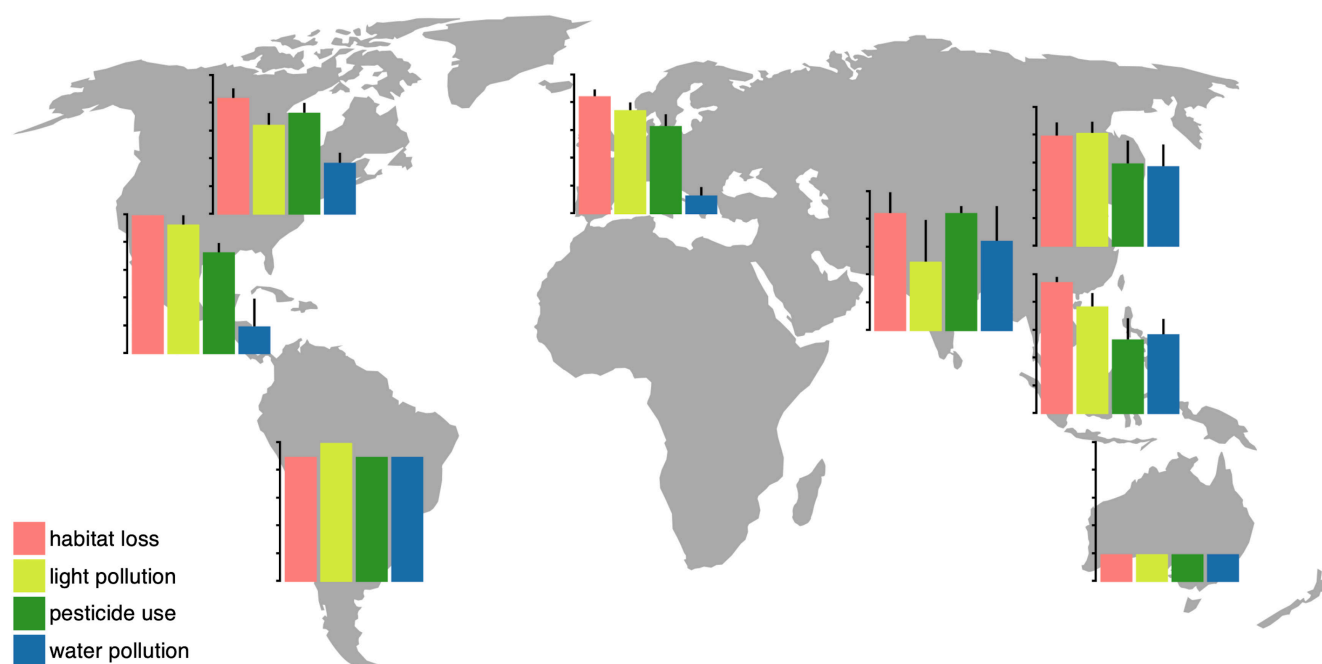 habitat loss
light pollution
pesticide use
water pollution